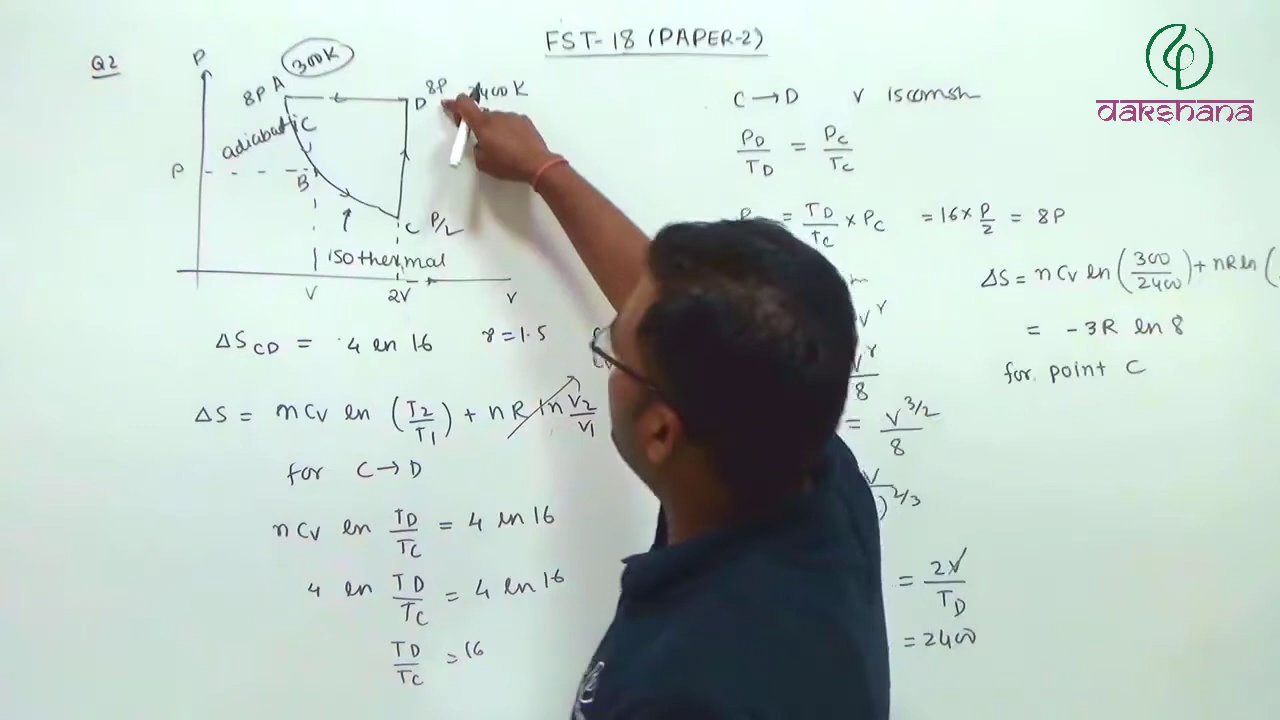 FST-18 (PAPER-2)
dakshana
Q2
P
300K
8P A
D 8P 2400 K
adiabatic
P
B
C P/2
isothermal
V 2V V
ΔS_CD = 4 ln 16 γ = 1.5
ΔS = nCv ln (T2/T1) + nR ln V2/V1
for C → D
nCv ln TD/TC = 4 ln 16
4 ln TD/TC = 4 ln 16
TD/TC = 16
C → D V is consn
PD/TD = PC/TC
= TD/TC × PC = 16 × P/2 = 8P
= V^3/2 / 8
= 2V/TD
= 2400
ΔS = nCv ln (300/2400) + nR ln (
= -3R ln 8
for point C